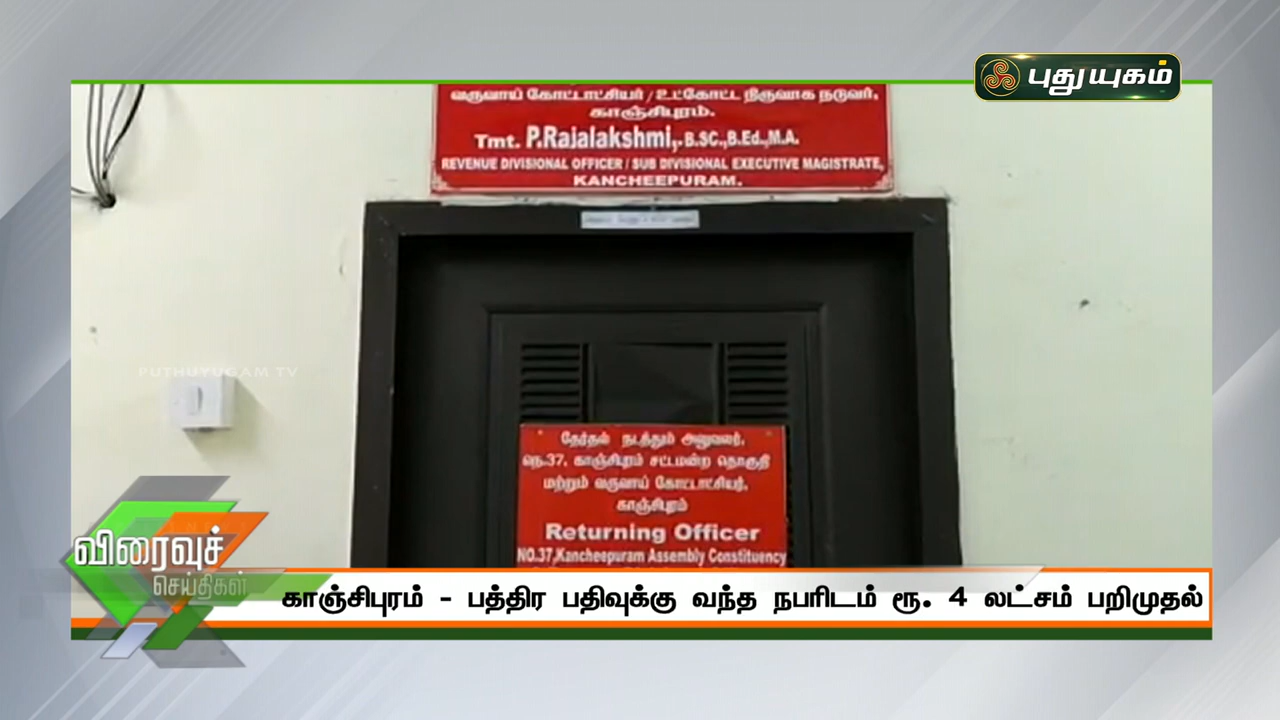 புதுயுகம்
வருவாய் கோட்டாட்சியர் / உட்கோட்ட நிருவாக நடுவர்,
காஞ்சிபுரம்.
Tmt. P.Rajalakshmi,.B.SC.,B.Ed.,M.A.
REVENUE DIVISIONAL OFFICER / SUB DIVISIONAL EXECUTIVE MAGISTRATE,
KANCHEEPURAM.
PUTHUYUGAM TV
தேர்தல் நடத்தும் அலுவலர்,
நெ.37, காஞ்சிபுரம் சட்டமன்ற தொகுதி
மற்றும் வருவாய் கோட்டாட்சியர்,
காஞ்சிபுரம்
Returning Officer
NO.37,Kancheepuram Assembly Constituency
விரைவுச்
செய்திகள்
காஞ்சிபுரம் - பத்திர பதிவுக்கு வந்த நபரிடம் ரூ. 4 லட்சம் பறிமுதல்